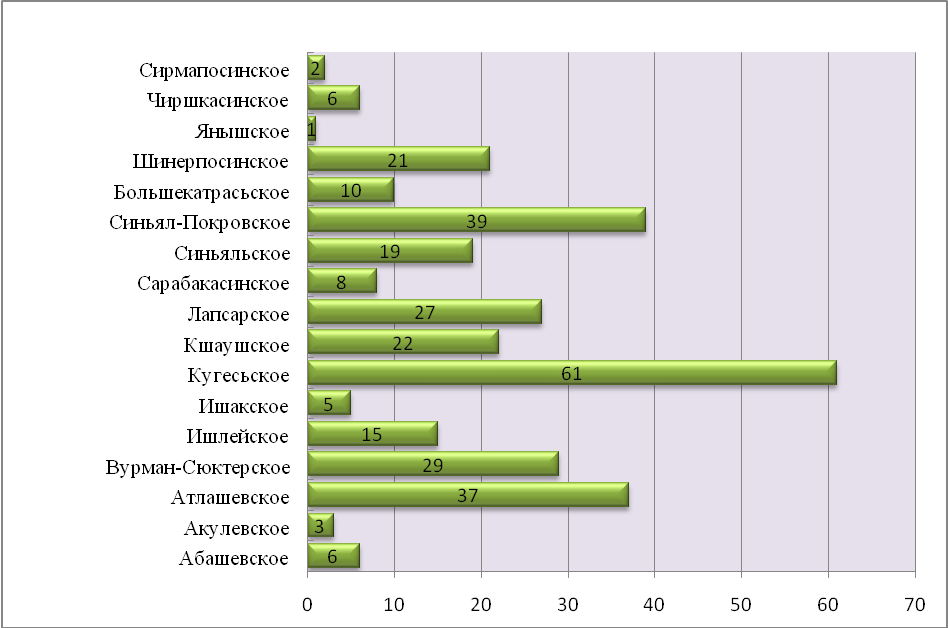 Сирмапосинское 2
Чиршкасинское 6
Янышское 1
Шинерпосинское 21
Большекатрасьское 10
Синьял-Покровское 39
Синьяльское 19
Сарабакасинское 8
Лапсарское 27
Кшаушское 22
Кугесьское 61
Ишакское 5
Ишлейское 15
Вурман-Сюктерское 29
Атлашевское 37
Акулевское 3
Абашевское 6
0 10 20 30 40 50 60 70